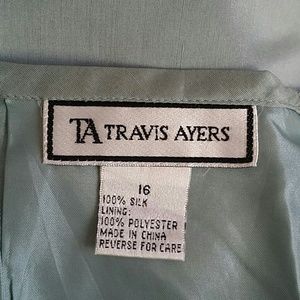 TA TRAVIS AYERS
16
100% SILK
LINING:
100% POLYESTER
MADE IN CHINA
REVERSE FOR CARE